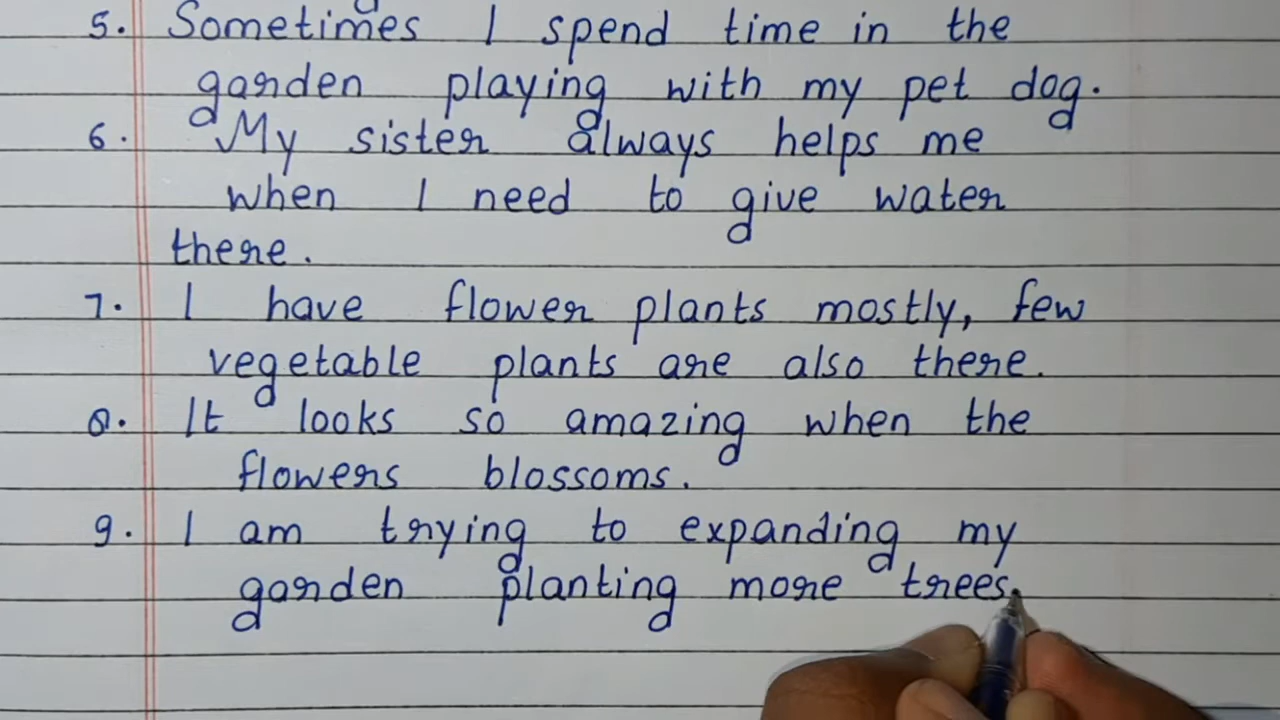 5. Sometimes I spend time in the
garden playing with my pet dog.
6. My sister always helps me
when I need to give water
there.
7. I have flower plants mostly, few
vegetable plants are also there.
8. It looks so amazing when the
flowers blossoms.
9. I am trying to expanding my
garden planting more trees.